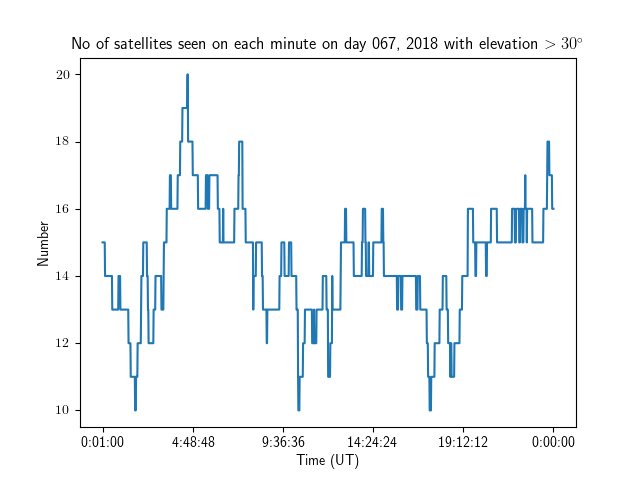 No of satellites seen on each minute on day 067, 2018 with elevation > 30°
20
18
16
14
12
10
Number
0:01:00 4:48:48 9:36:36 14:24:24 19:12:12 0:00:00
Time (UT)